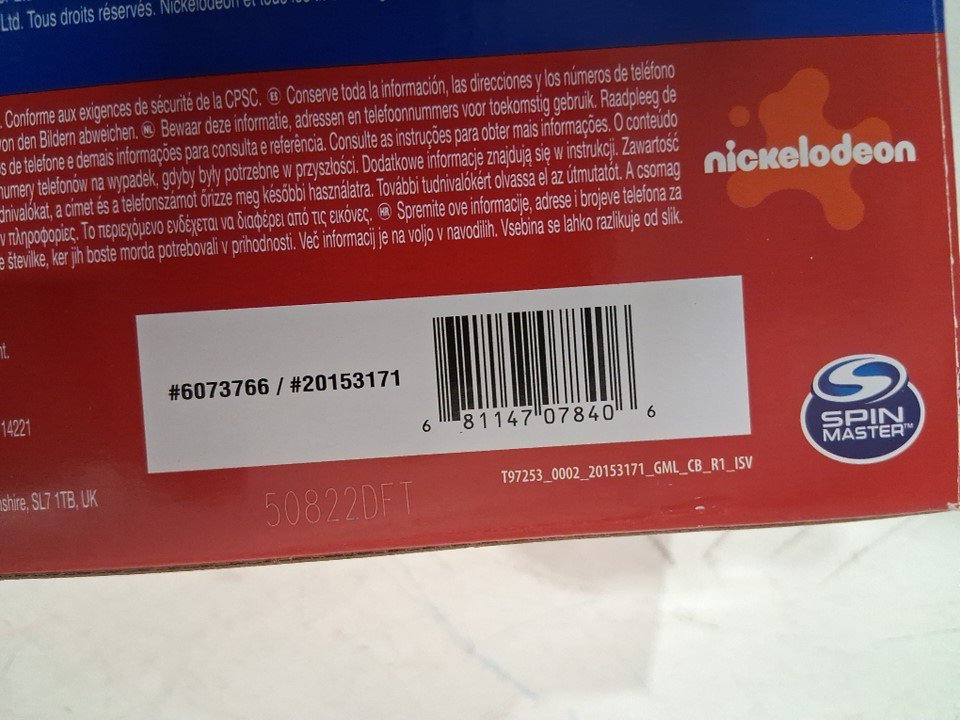 Ltd. Tous droits réservés. Nickelodeon et tous les
. Conforme aux exigences de sécurité de la CPSC. ES Conserve toda la información, las direcciones y los números de teléfono
von den Bildern abweichen. NL Bewaar deze informatie, adressen en telefoonnummers voor toekomstig gebruik. Raadpleeg de
os de telefone e demais informações para consulta e referência. Consulte as instruções para obter mais informações. O conteúdo
numery telefonów na wypadek, gdyby były potrzebne w przyszłości. Dodatkowe informacje znajdują się w instrukcji. Zawartość
dnivalókat, a címet és a telefonszámot őrizze meg későbbi használatra. További tudnivalókért olvassa el az útmutatót. A csomag
ν πληροφορίες. Το περιεχόμενο ενδέχεται να διαφέρει από τις εικόνες. HR Spremite ove informacije, adrese i brojeve telefona za
e številke, ker jih boste morda potrebovali v prihodnosti. Več informacij je na voljo v navodilih. Vsebina se lahko razlikuje od slik.
nickelodeon
nt.
14221
nshire, SL7 1TB, UK
#6073766 / #20153171
6 81147 07840 6
SPIN
MASTER™
T97253_0002_20153171_GML_CB_R1_ISV
50822DFT